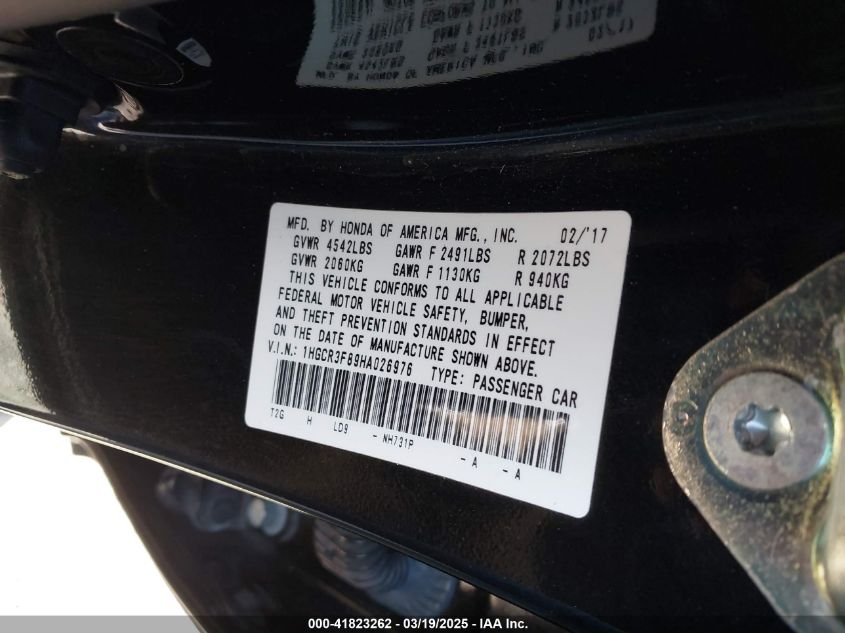 MFD. BY HONDA OF AMERICA MFG., INC. 02/'17
GVWR 4542LBS GAWR F 2491LBS R 2072LBS
GVWR 2060KG GAWR F 1130KG R 940KG
THIS VEHICLE CONFORMS TO ALL APPLICABLE
FEDERAL MOTOR VEHICLE SAFETY, BUMPER,
AND THEFT PREVENTION STANDARDS IN EFFECT
ON THE DATE OF MANUFACTURE SHOWN ABOVE.
V.I.N.: 1HGCR3F89HA026976 TYPE: PASSENGER CAR
T2G H LD9 - NH731P - A - A
000-41823262 - 03/19/2025 - IAA Inc.